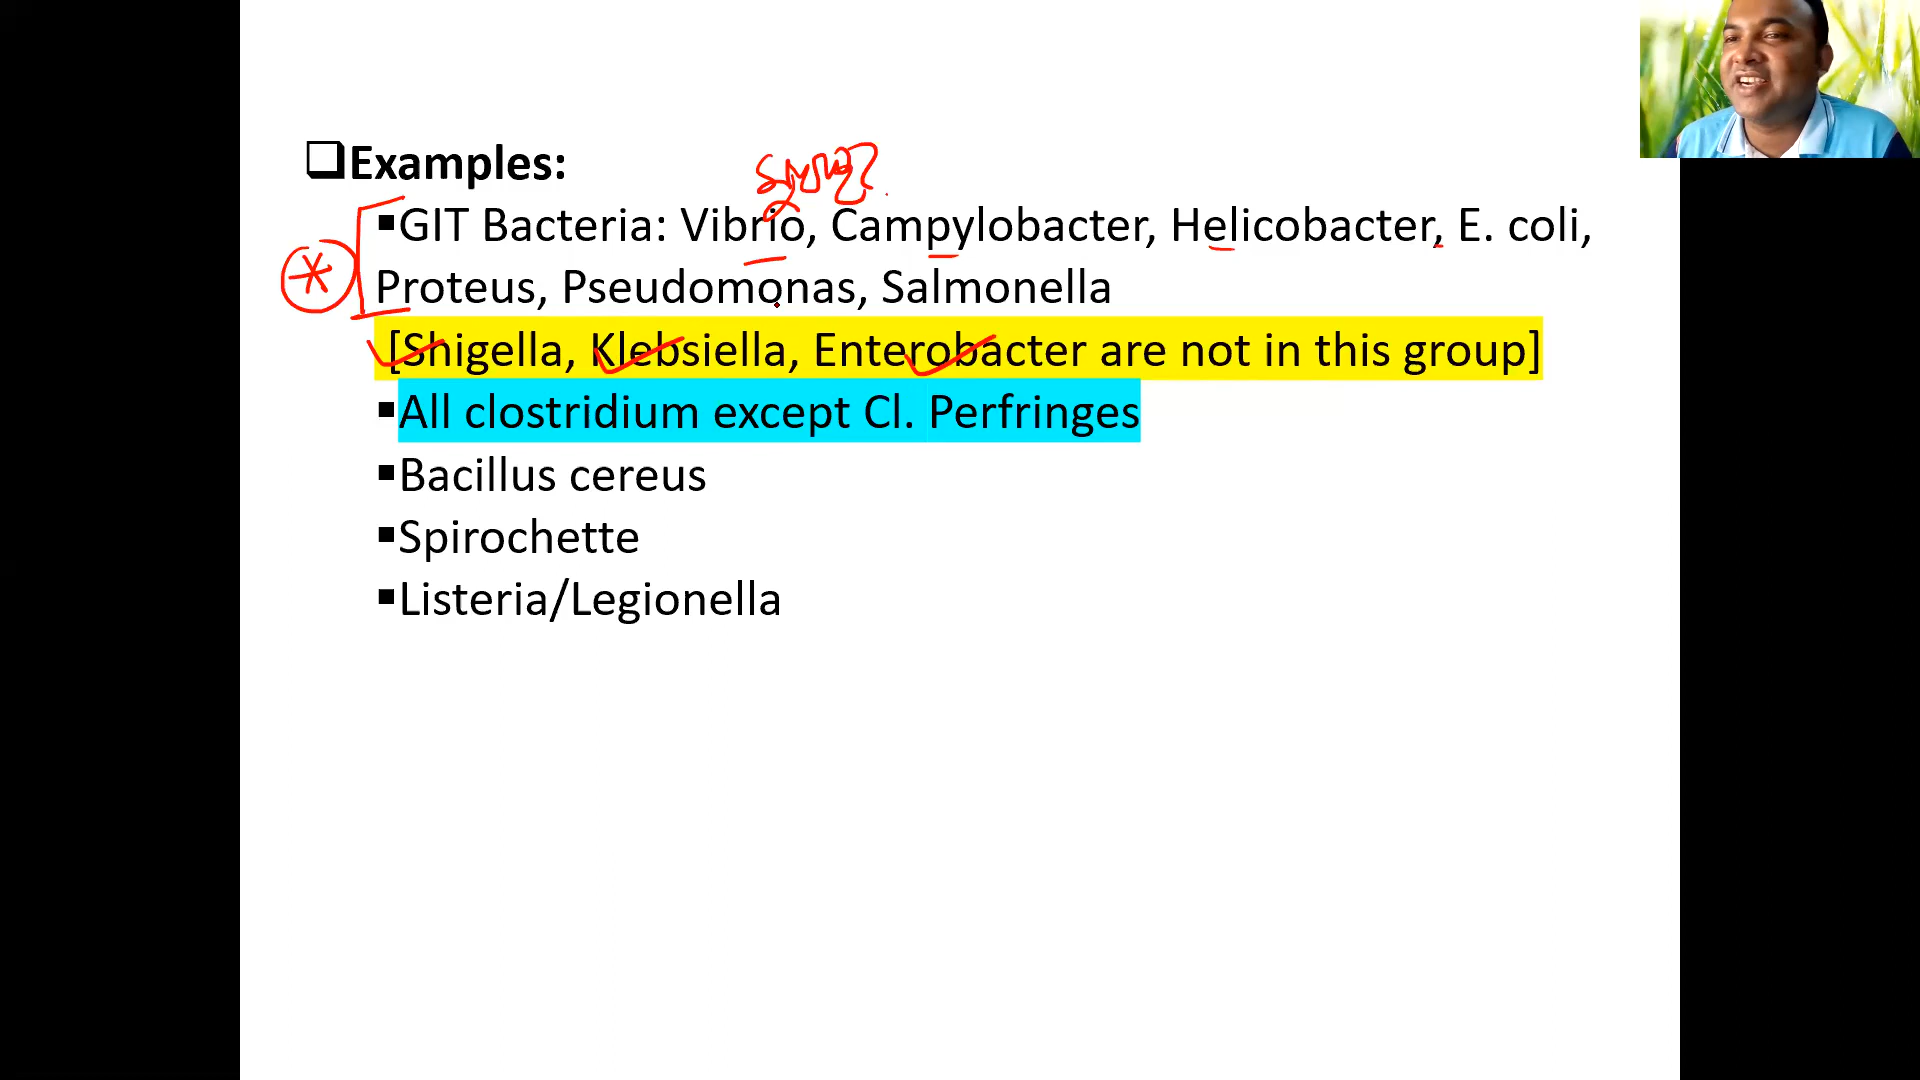 ❑Examples:
▪GIT Bacteria: Vibrio, Campylobacter, Helicobacter, E. coli,
Proteus, Pseudomonas, Salmonella
[Shigella, Klebsiella, Enterobacter are not in this group]
▪All clostridium except Cl. Perfringes
▪Bacillus cereus
▪Spirochette
▪Listeria/Legionella